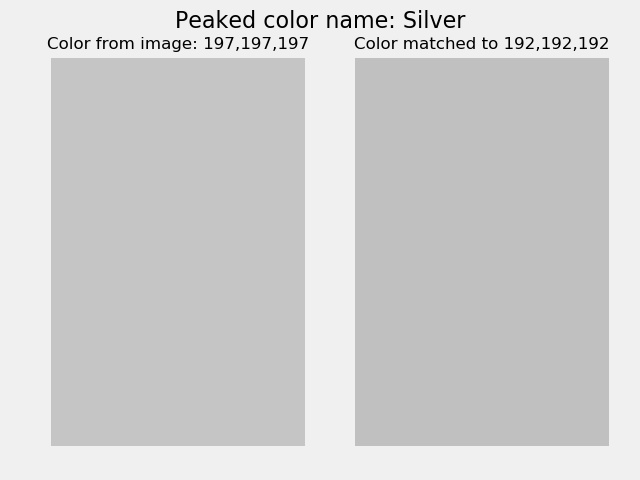 Peaked color name: Silver
Color from image: 197,197,197
Color matched to 192,192,192